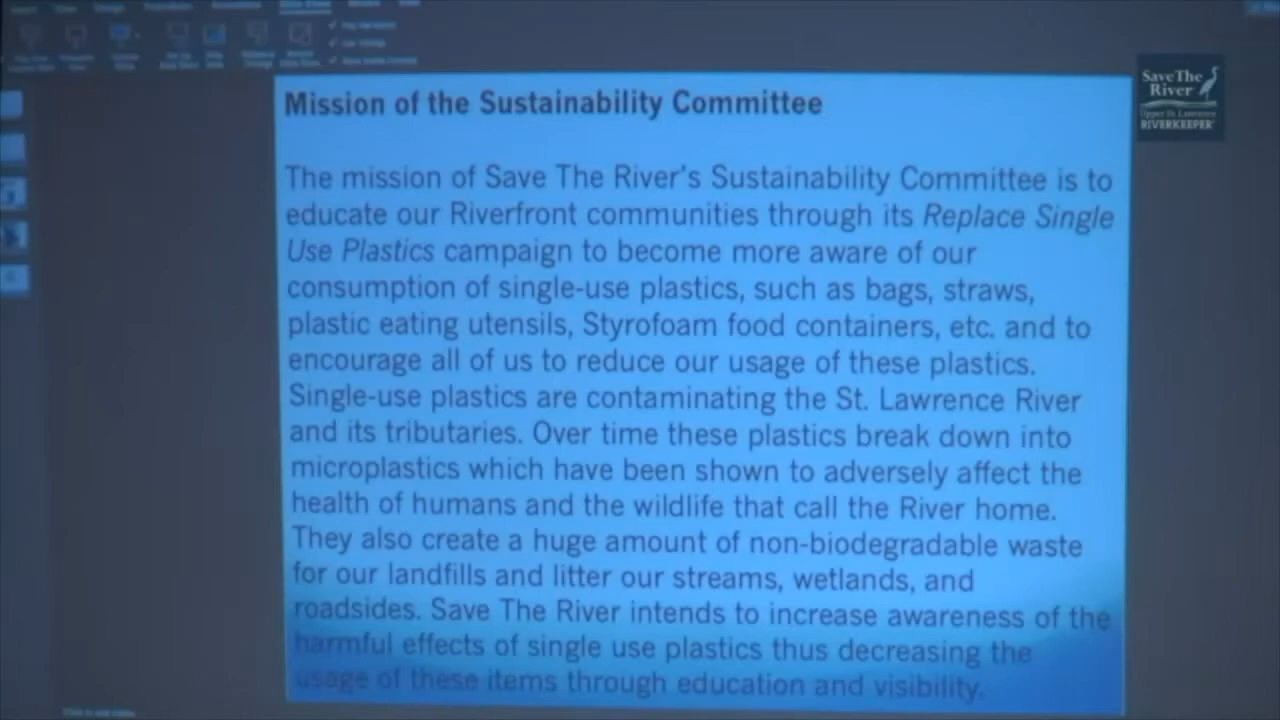 Mission of the Sustainability Committee
The mission of Save The River's Sustainability Committee is to
educate our Riverfront communities through its Replace Single
Use Plastics campaign to become more aware of our
consumption of single-use plastics, such as bags, straws,
plastic eating utensils, Styrofoam food containers, etc. and to
encourage all of us to reduce our usage of these plastics.
Single-use plastics are contaminating the St. Lawrence River
and its tributaries. Over time these plastics break down into
microplastics which have been shown to adversely affect the
health of humans and the wildlife that call the River home.
They also create a huge amount of non-biodegradable waste
for our landfills and litter our streams, wetlands, and
roadsides. Save The River intends to increase awareness of the
harmful effects of single use plastics thus decreasing the
usage of these items through education and visibility.
Save The
River
Upper St. Lawrence
RIVERKEEPER